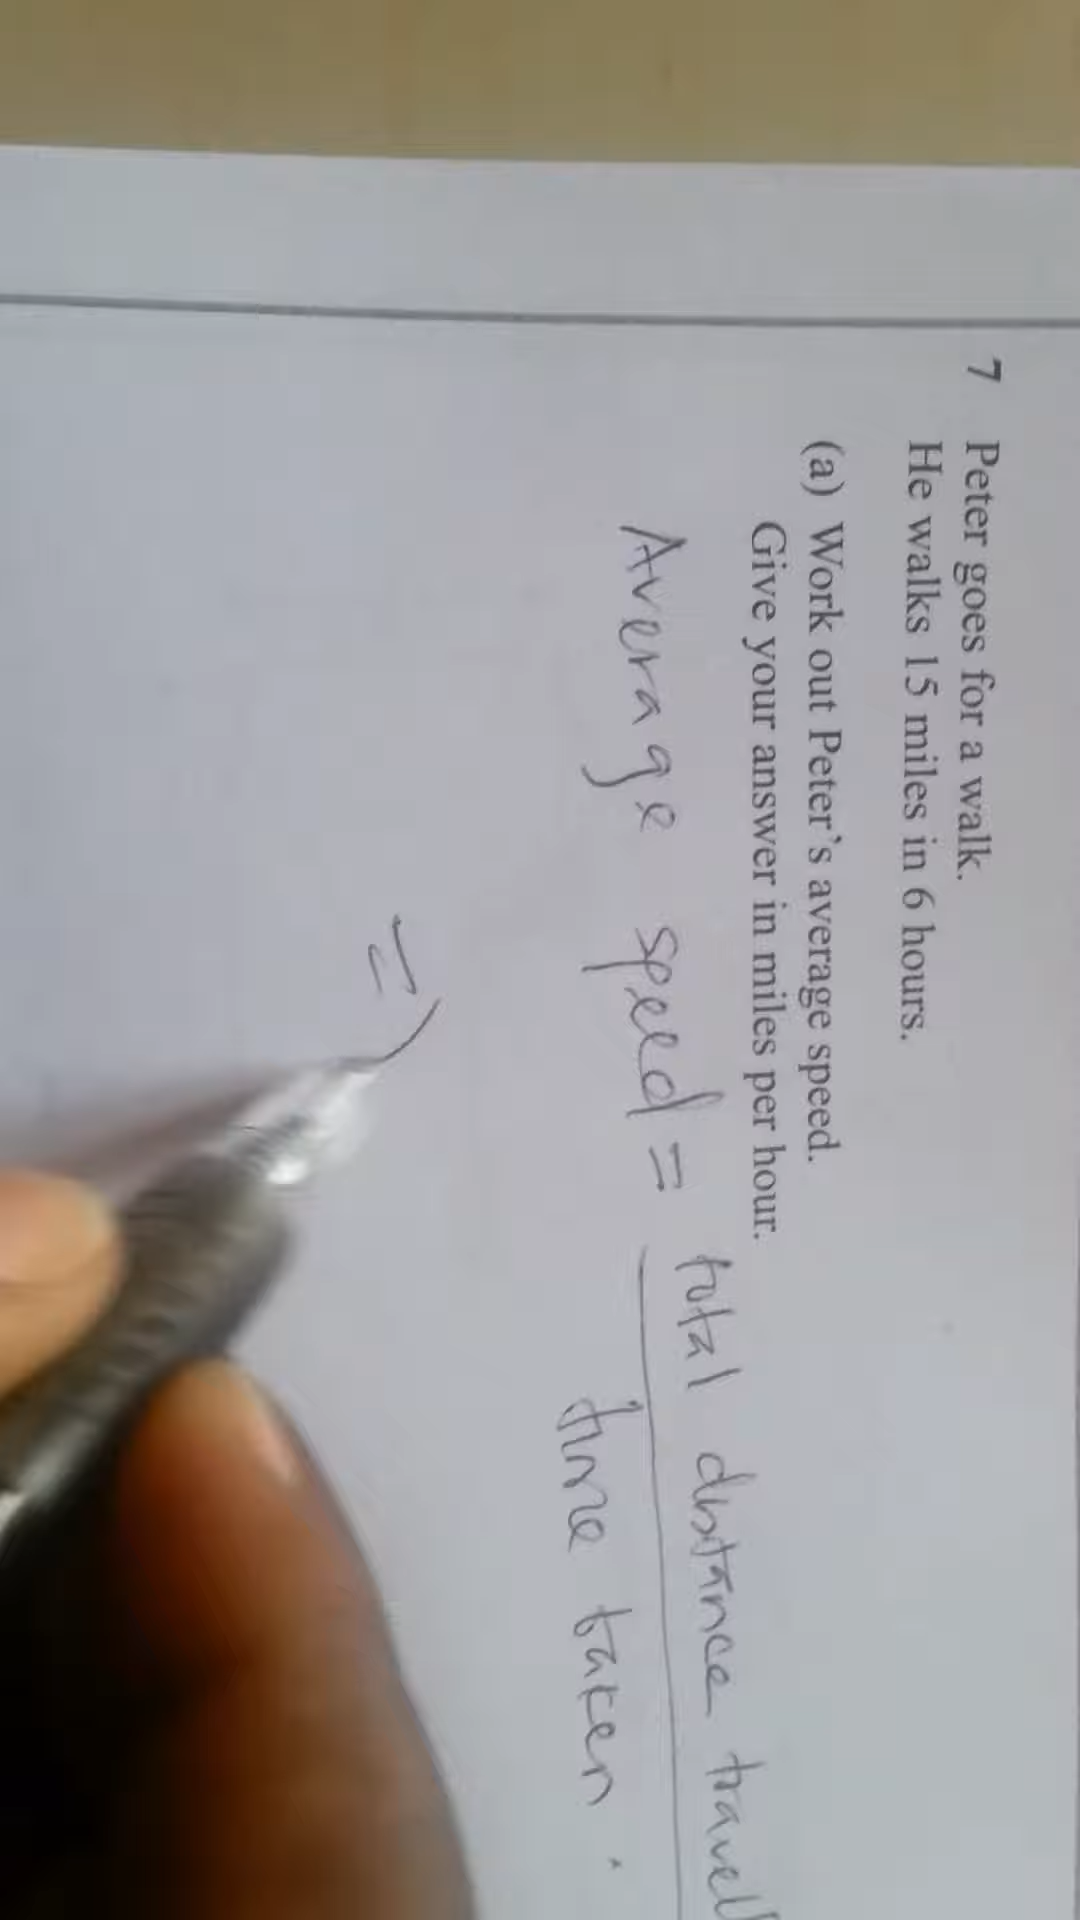 7 Peter goes for a walk.
He walks 15 miles in 6 hours.
(a) Work out Peter's average speed.
Give your answer in miles per hour.
Average speed = total distance travell
time taken.
=